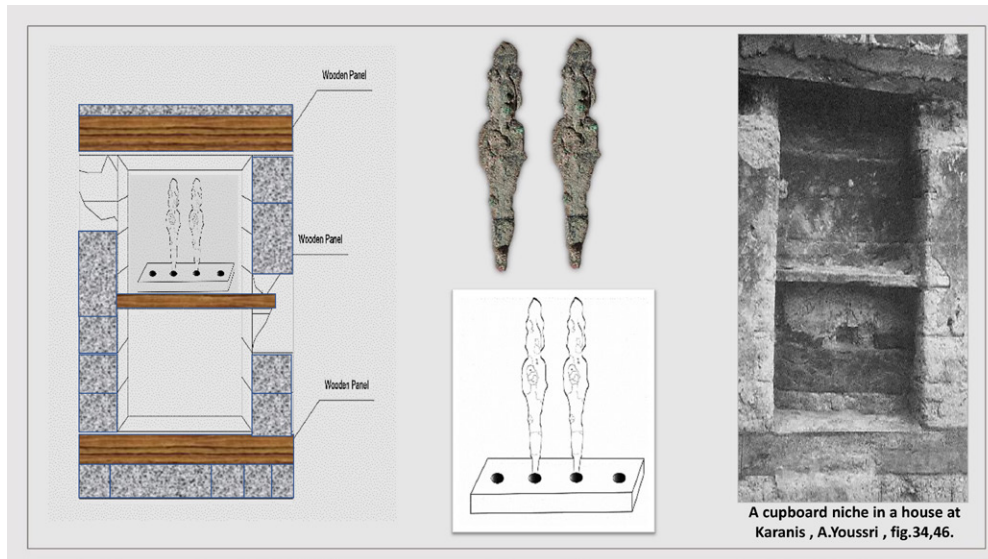 Wooden Panel
Wooden Panel
Wooden Panel
A cupboard niche in a house at
Karanis , A.Youssri , fig.34,46.